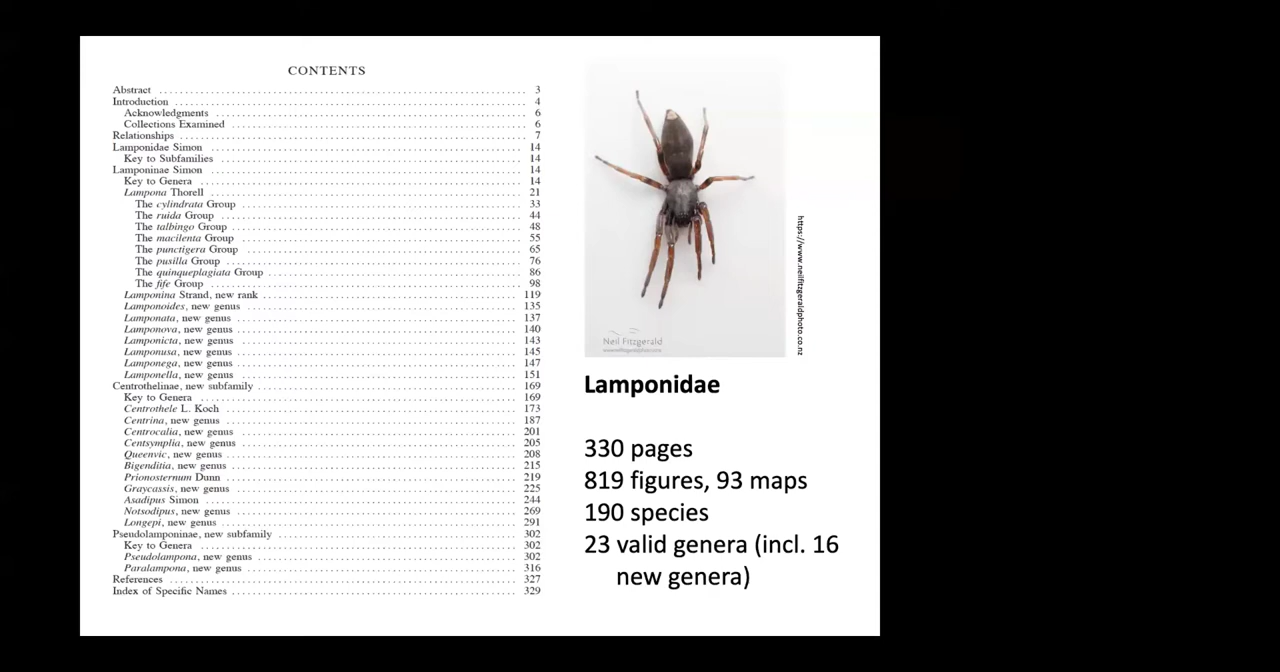 CONTENTS
Abstract ........ 3
Introduction ........ 4
Acknowledgments ........ 6
Collections Examined ........ 6
Relationships ........ 7
Lamponidae Simon ........ 14
Key to Subfamilies ........ 14
Lamponinae Simon ........ 14
Key to Genera ........ 14
Lampona Thorell ........ 21
The cylindrata Group ........ 33
The ruida Group ........ 44
The talbingo Group ........ 48
The macilenta Group ........ 55
The punctigera Group ........ 65
The pusilla Group ........ 76
The quinqueplagiata Group ........ 86
The fife Group ........ 98
Lamponina Strand, new rank ........ 119
Lamponoides, new genus ........ 135
Lamponata, new genus ........ 137
Lamponova, new genus ........ 140
Lamponicta, new genus ........ 143
Lamponusa, new genus ........ 145
Lamponega, new genus ........ 147
Lamponella, new genus ........ 151
Centrothelinae, new subfamily ........ 169
Key to Genera ........ 169
Centrothele L. Koch ........ 173
Centrina, new genus ........ 187
Centrocalia, new genus ........ 201
Centsymplia, new genus ........ 205
Queenvic, new genus ........ 208
Bigenditia, new genus ........ 215
Prionosternum Dunn ........ 219
Graycassis, new genus ........ 225
Asadipus Simon ........ 244
Notsodipus, new genus ........ 269
Longepi, new genus ........ 291
Pseudolamponinae, new subfamily ........ 302
Key to Genera ........ 302
Pseudolampona, new genus ........ 302
Paralampona, new genus ........ 316
References ........ 327
Index of Specific Names ........ 329
Neil Fitzgerald
www.neilfitzgeraldphoto.co.nz
https://www.neilfitzgeraldphoto.co.nz
Lamponidae
330 pages
819 figures, 93 maps
190 species
23 valid genera (incl. 16
new genera)